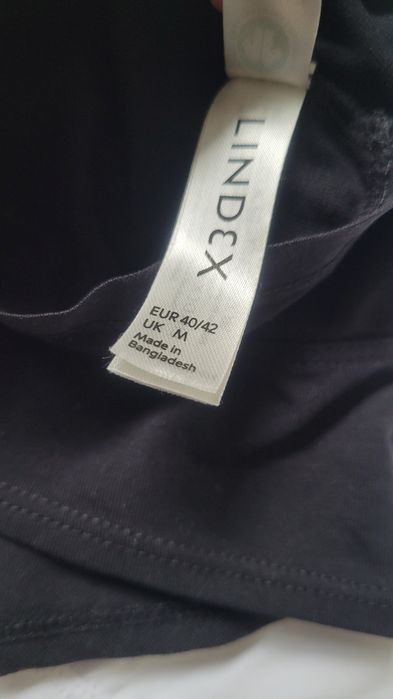 LINDEX
EUR 40/42
UK M
Made in
Bangladesh